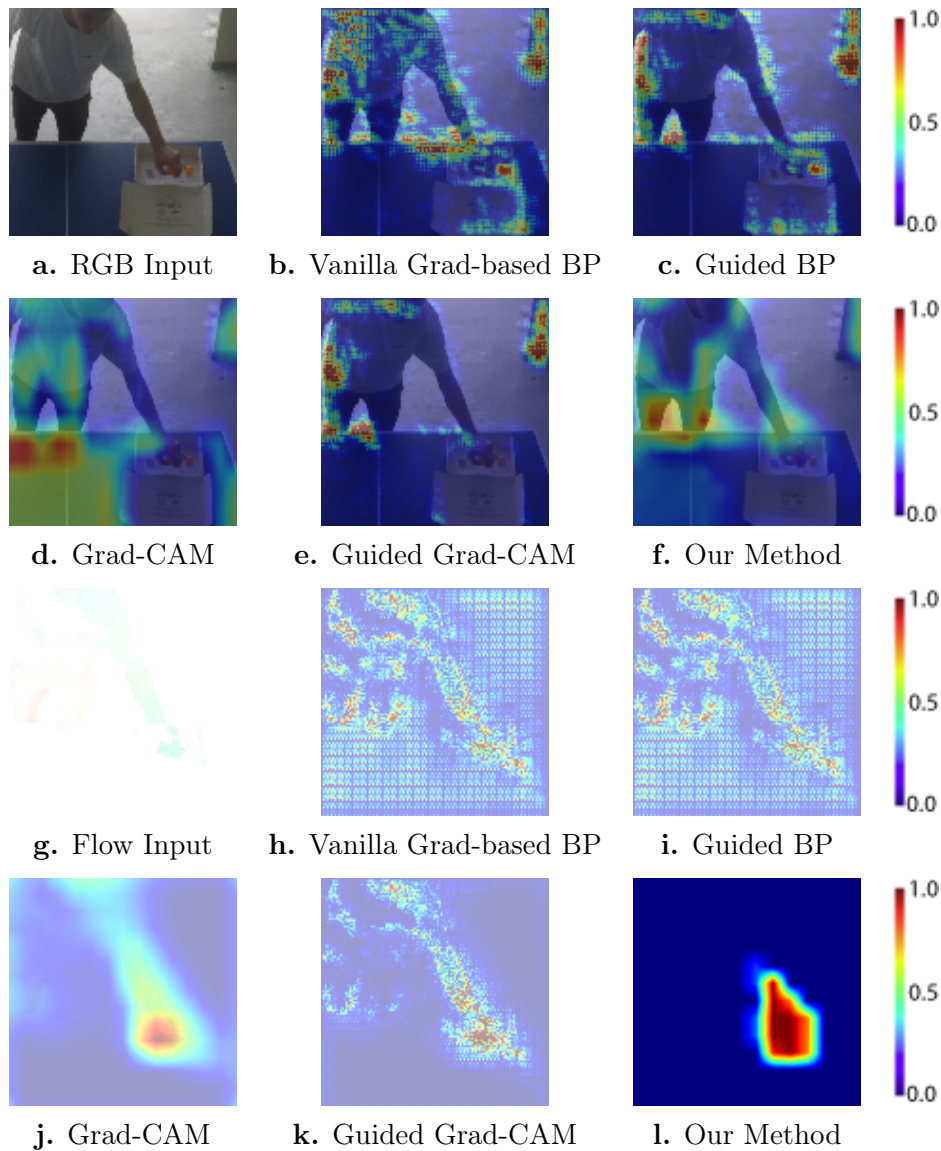 1.0
0.5
0.0
a. RGB Input
b. Vanilla Grad-based BP
c. Guided BP
1.0
0.5
0.0
d. Grad-CAM
e. Guided Grad-CAM
f. Our Method
1.0
0.5
0.0
g. Flow Input
h. Vanilla Grad-based BP
i. Guided BP
1.0
0.5
0.0
j. Grad-CAM
k. Guided Grad-CAM
l. Our Method